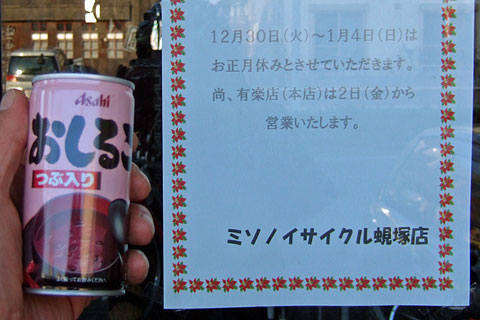 Asahi
おしるこ
つぶ入り
12月30日(火)～1月4日(日)は
お正月休みとさせていただきます。
尚、有楽店(本店)は2日(金)から
営業いたします。
ミソノイサイクル蜆塚店